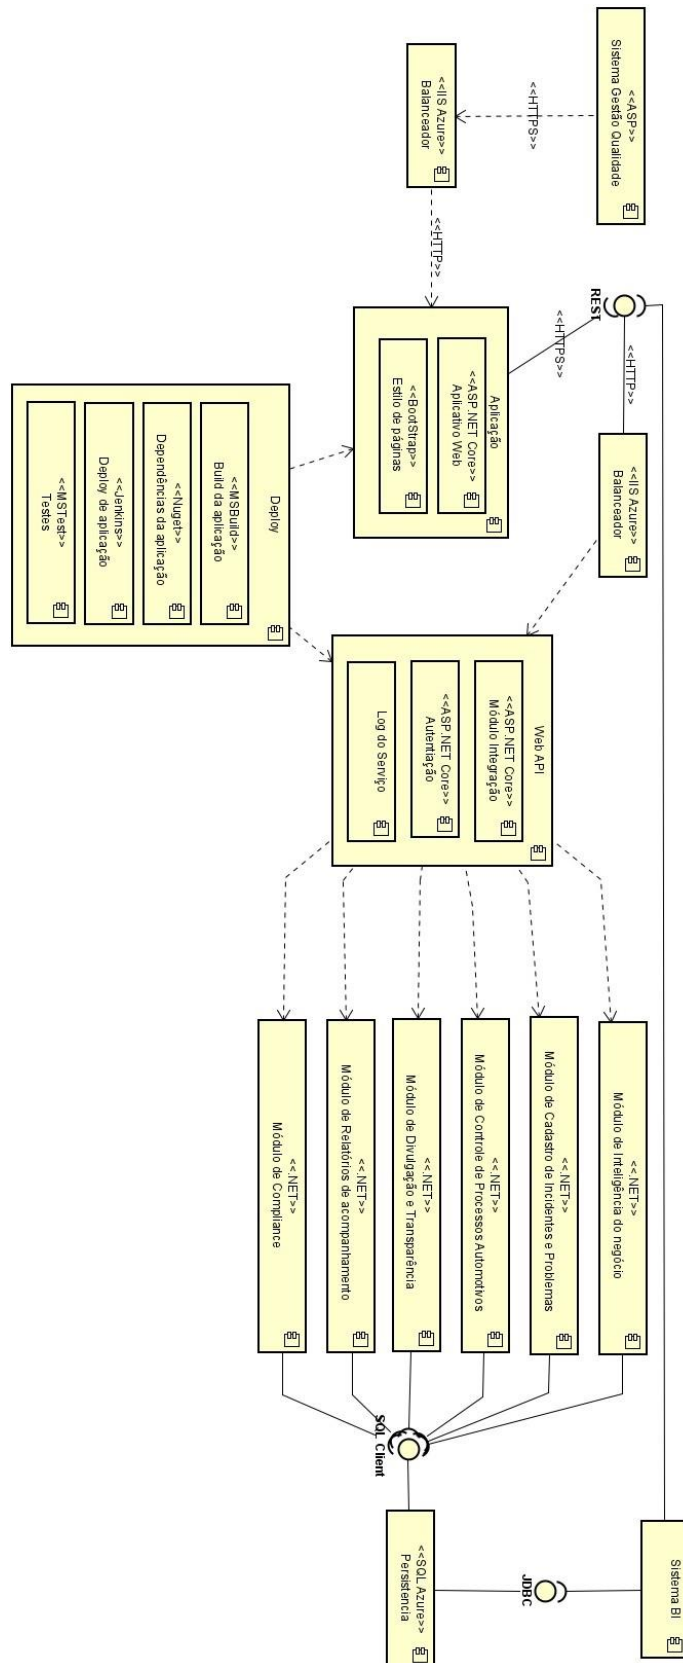 <<ASP>>
Sistema Gestão Qualidade
<<HTTPS>>
<<IIS Azure>>
Balanceador
<<HTTP>>
REST
<<HTTPS>>
<<HTTP>>
<<IIS Azure>>
Balanceador
Aplicação
<<ASP.NET Core>>
Aplicativo Web
<<BootStrap>>
Estilo de páginas
Deploy
<<MSBuild>>
Build da aplicação
<<Nuget>>
Dependências da aplicação
<<Jenkins>>
Deploy de aplicação
<<MSTest>>
Testes
Web API
<<ASP.NET Core>>
Módulo Integração
<<ASP.NET Core>>
Autentiação
Log do Serviço
<<.NET>>
Módulo de Inteligência do negócio
<<.NET>>
Módulo de Cadastro de Incidentes e Problemas
<<.NET>>
Módulo de Controle de Processos Automotivos
<<.NET>>
Módulo de Divulgação e Transparência
<<.NET>>
Módulo de Relatórios de acompanhamento
<<.NET>>
Módulo de Compliance
SQL Client
Sistema BI
JDBC
<<SQL Azure>>
Persistencia